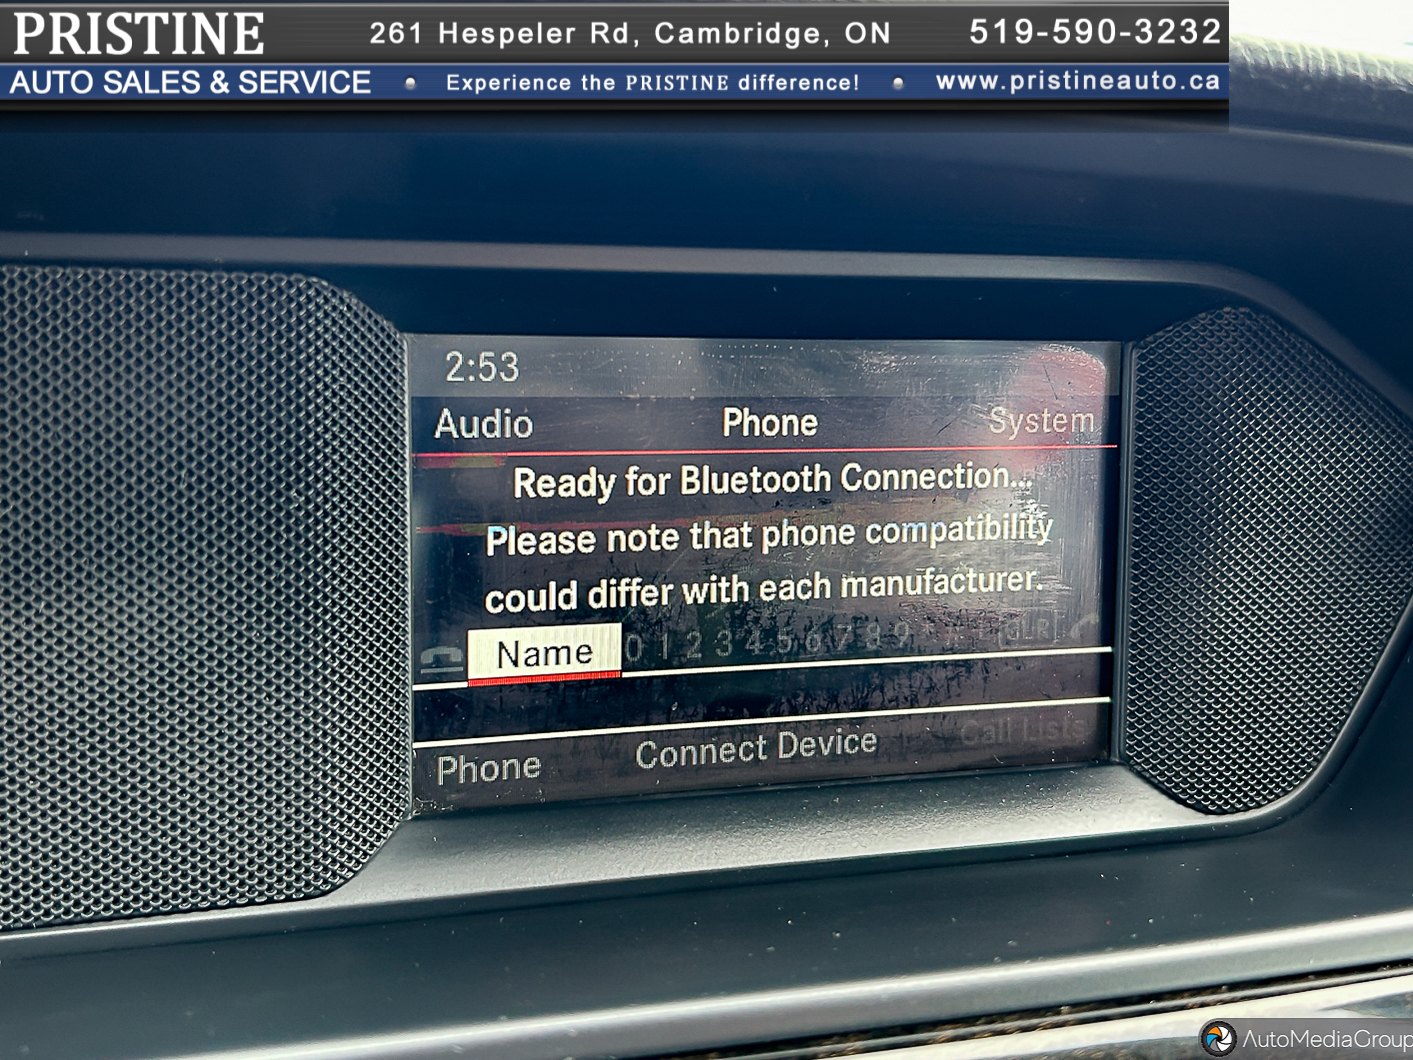 PRISTINE
261 Hespeler Rd, Cambridge, ON
519-590-3232
AUTO SALES & SERVICE • Experience the PRISTINE difference! • www.pristineauto.ca
2:53
Audio Phone System
Ready for Bluetooth Connection...
Please note that phone compatibility
could differ with each manufacturer.
Name 0 1 2 3 4 5 6 7 8 9 * # +
Phone Connect Device Call Lists
AutoMediaGroup